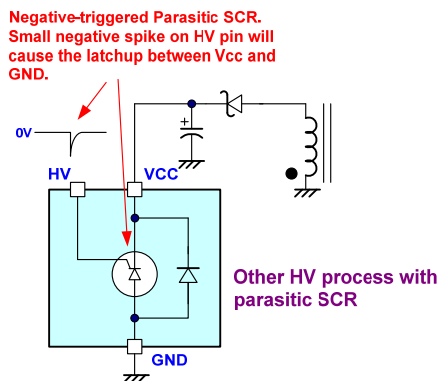 Negative-triggered Parasitic SCR.
Small negative spike on HV pin will
cause the latchup between Vcc and
GND.
0V
+
HV
VCC
Other HV process with
parasitic SCR
GND